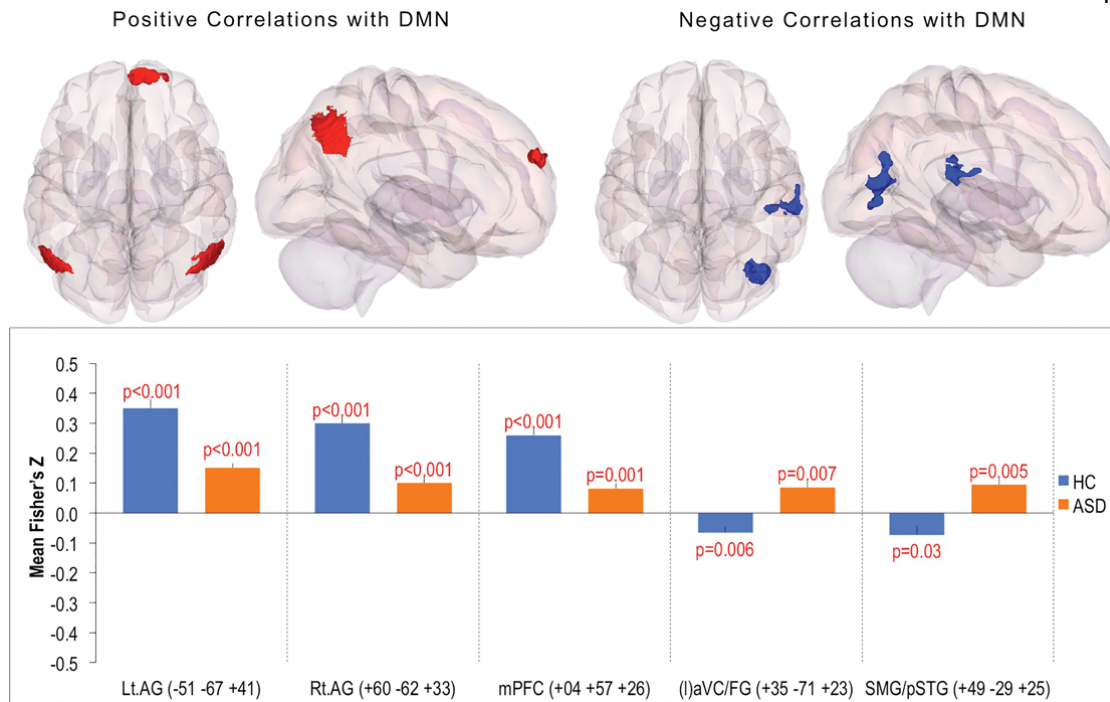 Positive Correlations with DMN
Negative Correlations with DMN
0.5
0.4
0.3
0.2
0.1
0.0
-0.1
-0.2
-0.3
-0.4
-0.5
Mean Fisher's Z
p<0.001
p<0.001
p<0.001
p<0.001
p<0.001
p=0.001
p=0.006
p=0.007
p=0.03
p=0.005
HC
ASD
Lt.AG (-51 -67 +41)
Rt.AG (+60 -62 +33)
mPFC (+04 +57 +26)
(l)aVC/FG (+35 -71 +23)
SMG/pSTG (+49 -29 +25)